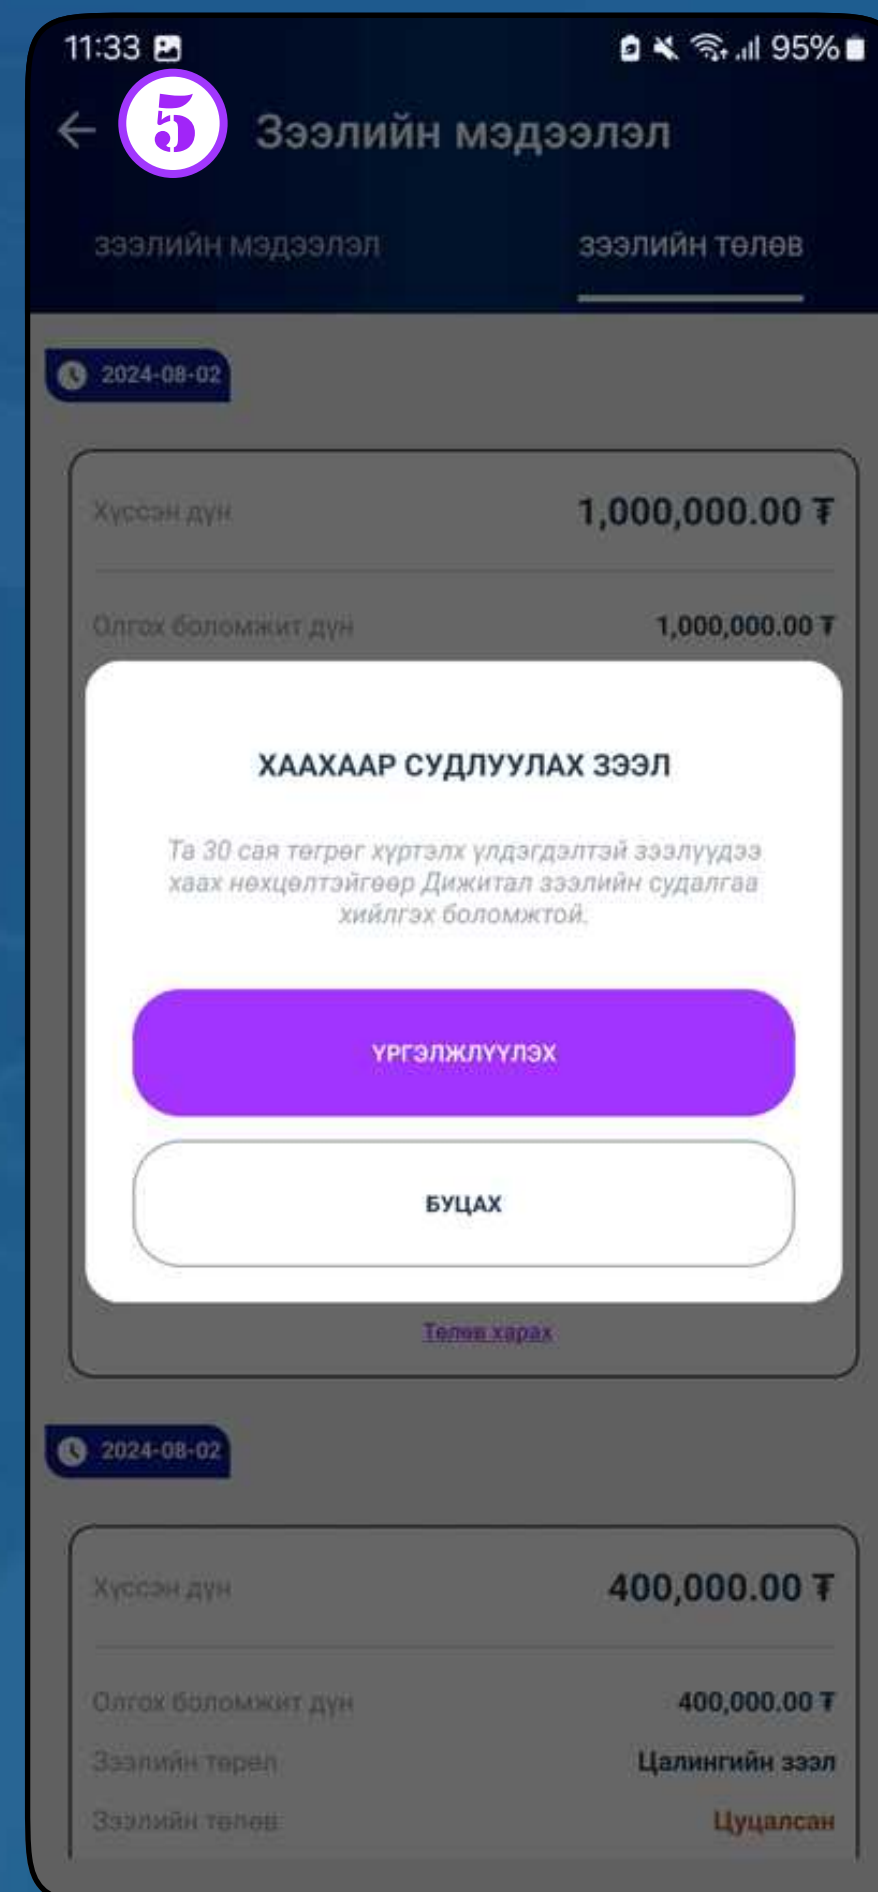 11:33 95%
5 Зээлийн мэдээлэл
ЗЭЭЛИЙН МЭДЭЭЛЭЛ ЗЭЭЛИЙН ТӨЛӨВ
2024-08-02
Хүссэн дүн 1,000,000.00 ₮
Олгох боломжит дүн 1,000,000.00 ₮
ХААХААР СУДЛУУЛАХ ЗЭЭЛ
Та 30 сая төгрөг хүртэлх үлдэгдэлтэй зээлүүдээ
хаах нөхцөлтэйгөөр Дижитал зээлийн судалгаа
хийлгэх боломжтой.
ҮРГЭЛЖЛҮҮЛЭХ
БУЦАХ
Төлөв харах
2024-08-02
Хүссэн дүн 400,000.00 ₮
Олгох боломжит дүн 400,000.00 ₮
Зээлийн төрөл Цалингийн зээл
Зээлийн төлөв Цуцалсан